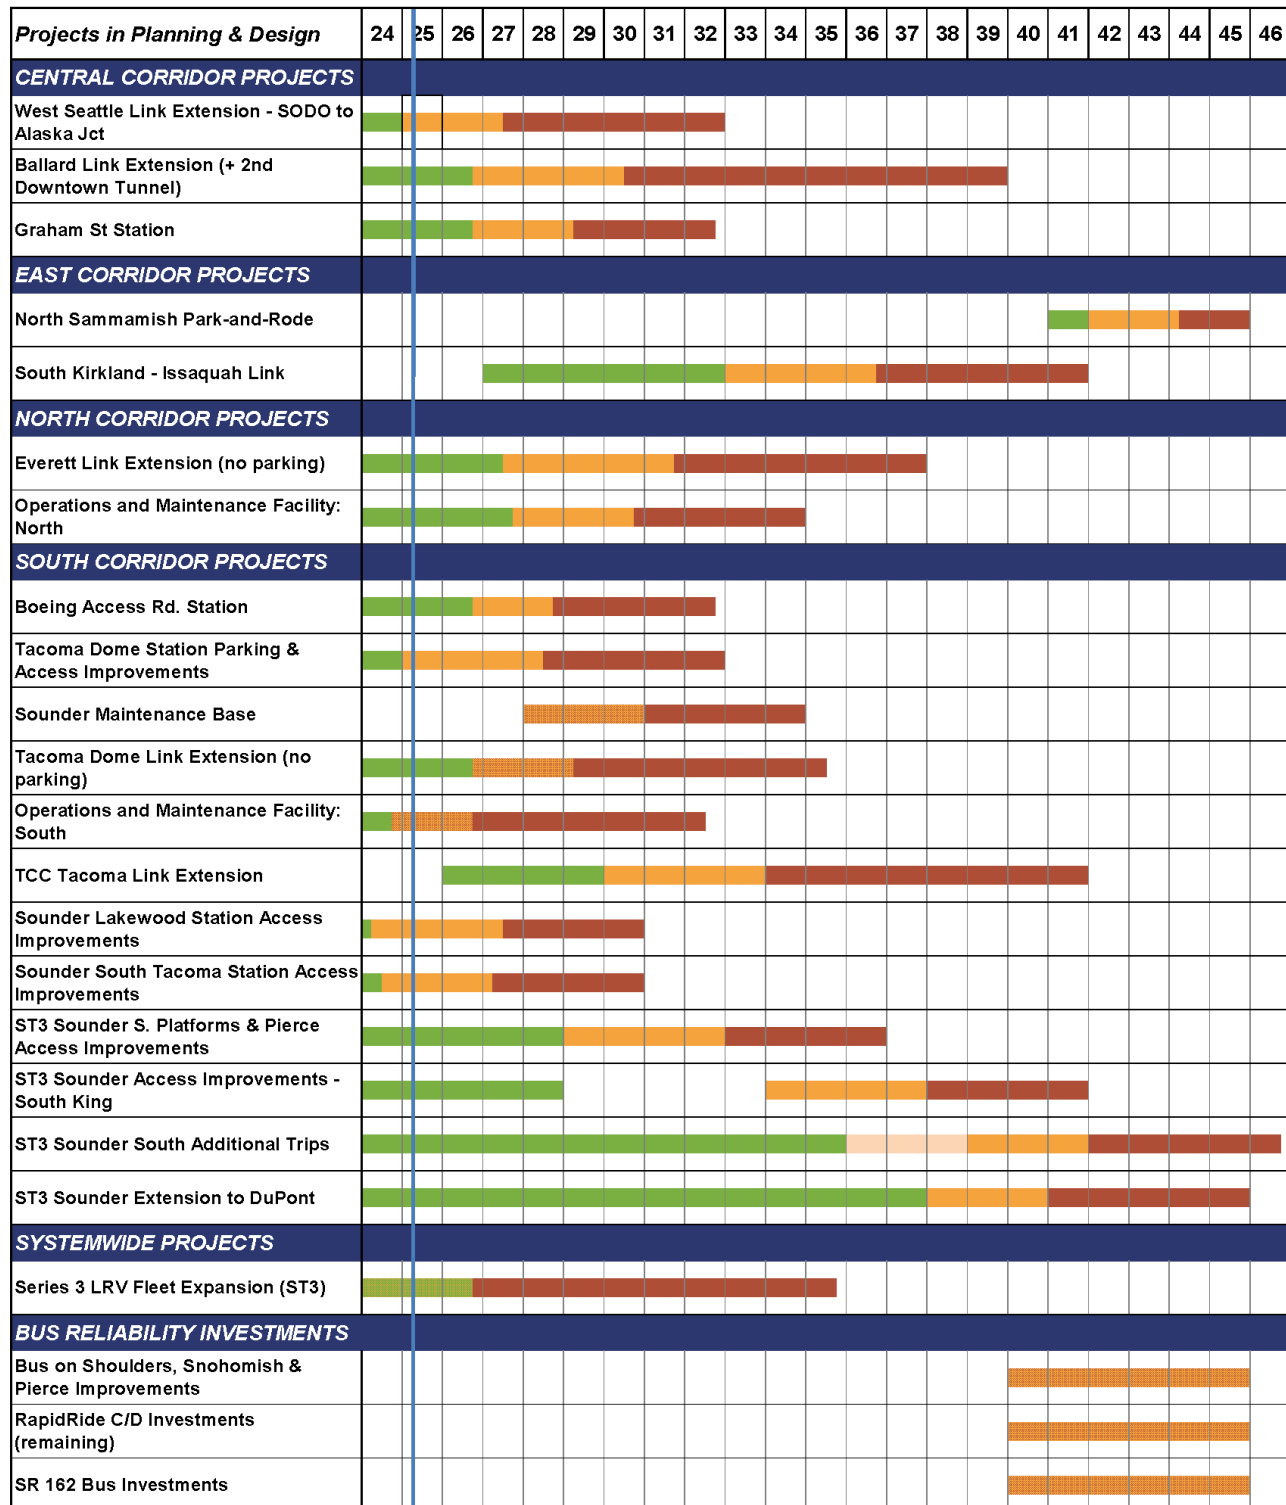 Projects in Planning & Design 24 25 26 27 28 29 30 31 32 33 34 35 36 37 38 39 40 41 42 43 44 45 46
CENTRAL CORRIDOR PROJECTS
West Seattle Link Extension - SODO to
Alaska Jct
Ballard Link Extension (+ 2nd
Downtown Tunnel)
Graham St Station
EAST CORRIDOR PROJECTS
North Sammamish Park-and-Rode
South Kirkland - Issaquah Link
NORTH CORRIDOR PROJECTS
Everett Link Extension (no parking)
Operations and Maintenance Facility:
North
SOUTH CORRIDOR PROJECTS
Boeing Access Rd. Station
Tacoma Dome Station Parking &
Access Improvements
Sounder Maintenance Base
Tacoma Dome Link Extension (no
parking)
Operations and Maintenance Facility:
South
TCC Tacoma Link Extension
Sounder Lakewood Station Access
Improvements
Sounder South Tacoma Station Access
Improvements
ST3 Sounder S. Platforms & Pierce
Access Improvements
ST3 Sounder Access Improvements -
South King
ST3 Sounder South Additional Trips
ST3 Sounder Extension to DuPont
SYSTEMWIDE PROJECTS
Series 3 LRV Fleet Expansion (ST3)
BUS RELIABILITY INVESTMENTS
Bus on Shoulders, Snohomish &
Pierce Improvements
RapidRide C/D Investments
(remaining)
SR 162 Bus Investments